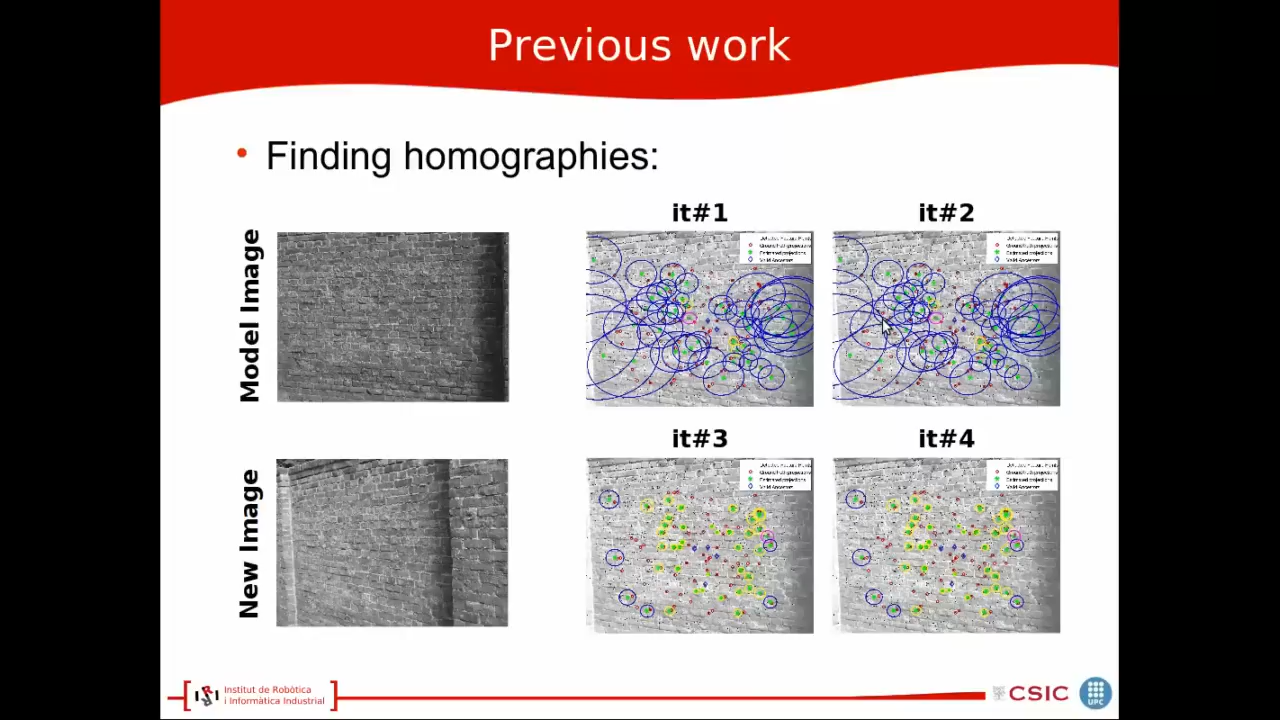 Previous work
• Finding homographies:
it#1
it#2
Model Image
it#3
it#4
New Image
Institut de Robòtica
i Informàtica Industrial
CSIC
UPC